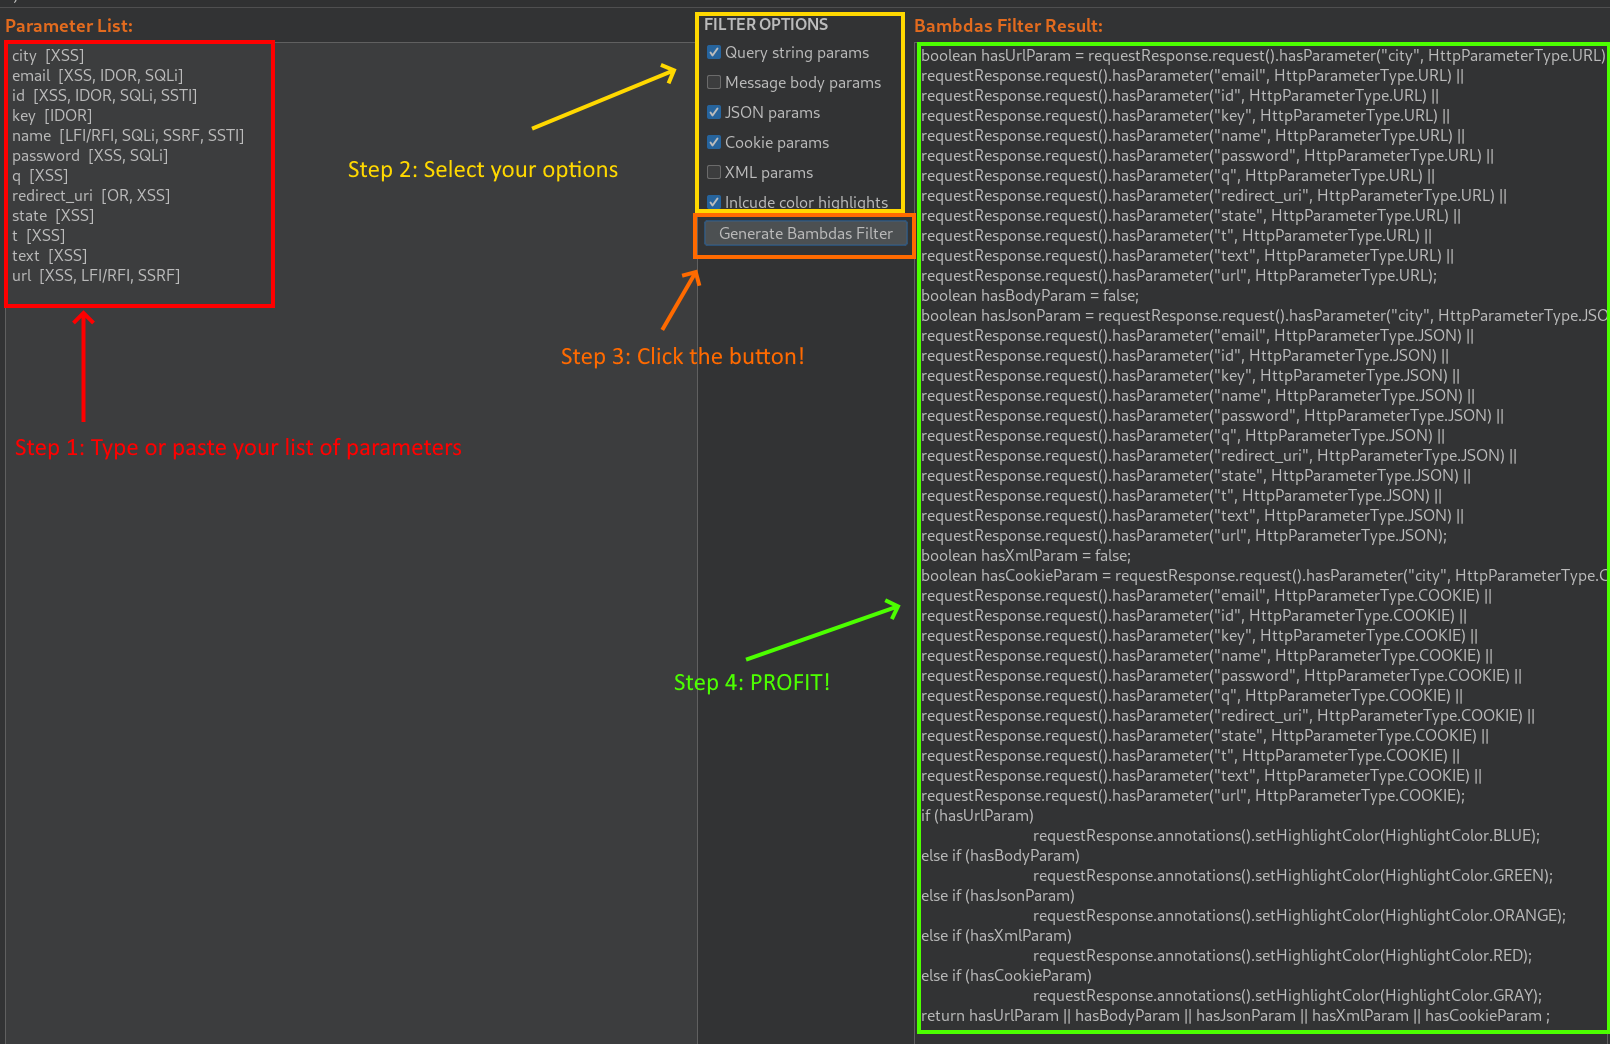 Parameter List:
city [XSS]
email [XSS, IDOR, SQLi]
id [XSS, IDOR, SQLi, SSTI]
key [IDOR]
name [LFI/RFI, SQLi, SSRF, SSTI]
password [XSS, SQLi]
q [XSS]
redirect_uri [OR, XSS]
state [XSS]
t [XSS]
text [XSS]
url [XSS, LFI/RFI, SSRF]
Step 1: Type or paste your list of parameters
Step 2: Select your options
FILTER OPTIONS
Query string params
Message body params
JSON params
Cookie params
XML params
Inlcude color highlights
Generate Bambdas Filter
Step 3: Click the button!
Step 4: PROFIT!
Bambdas Filter Result:
boolean hasUrlParam = requestResponse.request().hasParameter("city", HttpParameterType.URL)
requestResponse.request().hasParameter("email", HttpParameterType.URL) ||
requestResponse.request().hasParameter("id", HttpParameterType.URL) ||
requestResponse.request().hasParameter("key", HttpParameterType.URL) ||
requestResponse.request().hasParameter("name", HttpParameterType.URL) ||
requestResponse.request().hasParameter("password", HttpParameterType.URL) ||
requestResponse.request().hasParameter("q", HttpParameterType.URL) ||
requestResponse.request().hasParameter("redirect_uri", HttpParameterType.URL) ||
requestResponse.request().hasParameter("state", HttpParameterType.URL) ||
requestResponse.request().hasParameter("t", HttpParameterType.URL) ||
requestResponse.request().hasParameter("text", HttpParameterType.URL) ||
requestResponse.request().hasParameter("url", HttpParameterType.URL);
boolean hasBodyParam = false;
boolean hasJsonParam = requestResponse.request().hasParameter("city", HttpParameterType.JSO
requestResponse.request().hasParameter("email", HttpParameterType.JSON) ||
requestResponse.request().hasParameter("id", HttpParameterType.JSON) ||
requestResponse.request().hasParameter("key", HttpParameterType.JSON) ||
requestResponse.request().hasParameter("name", HttpParameterType.JSON) ||
requestResponse.request().hasParameter("password", HttpParameterType.JSON) ||
requestResponse.request().hasParameter("q", HttpParameterType.JSON) ||
requestResponse.request().hasParameter("redirect_uri", HttpParameterType.JSON) ||
requestResponse.request().hasParameter("state", HttpParameterType.JSON) ||
requestResponse.request().hasParameter("t", HttpParameterType.JSON) ||
requestResponse.request().hasParameter("text", HttpParameterType.JSON) ||
requestResponse.request().hasParameter("url", HttpParameterType.JSON);
boolean hasXmlParam = false;
boolean hasCookieParam = requestResponse.request().hasParameter("city", HttpParameterType.C
requestResponse.request().hasParameter("email", HttpParameterType.COOKIE) ||
requestResponse.request().hasParameter("id", HttpParameterType.COOKIE) ||
requestResponse.request().hasParameter("key", HttpParameterType.COOKIE) ||
requestResponse.request().hasParameter("name", HttpParameterType.COOKIE) ||
requestResponse.request().hasParameter("password", HttpParameterType.COOKIE) ||
requestResponse.request().hasParameter("q", HttpParameterType.COOKIE) ||
requestResponse.request().hasParameter("redirect_uri", HttpParameterType.COOKIE) ||
requestResponse.request().hasParameter("state", HttpParameterType.COOKIE) ||
requestResponse.request().hasParameter("t", HttpParameterType.COOKIE) ||
requestResponse.request().hasParameter("text", HttpParameterType.COOKIE) ||
requestResponse.request().hasParameter("url", HttpParameterType.COOKIE);
if (hasUrlParam)
requestResponse.annotations().setHighlightColor(HighlightColor.BLUE);
else if (hasBodyParam)
requestResponse.annotations().setHighlightColor(HighlightColor.GREEN);
else if (hasJsonParam)
requestResponse.annotations().setHighlightColor(HighlightColor.ORANGE);
else if (hasXmlParam)
requestResponse.annotations().setHighlightColor(HighlightColor.RED);
else if (hasCookieParam)
requestResponse.annotations().setHighlightColor(HighlightColor.GRAY);
return hasUrlParam || hasBodyParam || hasJsonParam || hasXmlParam || hasCookieParam ;